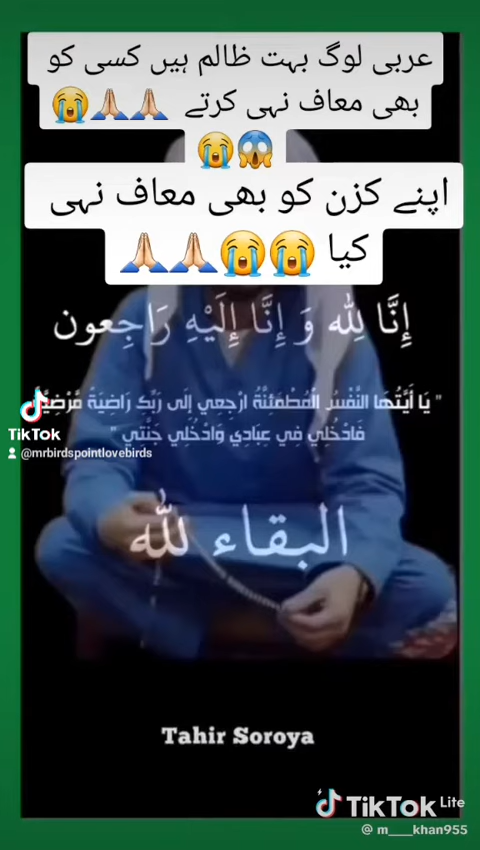 عربی لوگ بہت ظالم ہیں کسی کو
بھی معاف نہی کرتے 🙏🏻🙏🏻😭
😭😱
اپنے کزن کو بھی معاف نہی
کیا 😭😭🙏🏻🙏🏻
إِنَّا لِلّٰه وَ إِنَّا إِلَيْهِ رَاجِعون
" يَا أَيَّتُهَا النَّفْسُ الْمُطْمَئِنَّةُ ارْجِعِي إِلَى رَبِّكِ رَاضِيَةً مَّرْضِيَّةً
فَادْخُلِي فِي عِبَادِي وَادْخُلِي جَنَّتِي "
TikTok
@mrbirdspointlovebirds
البقاء لله
Tahir Soroya
TikTok Lite
@m___khan955